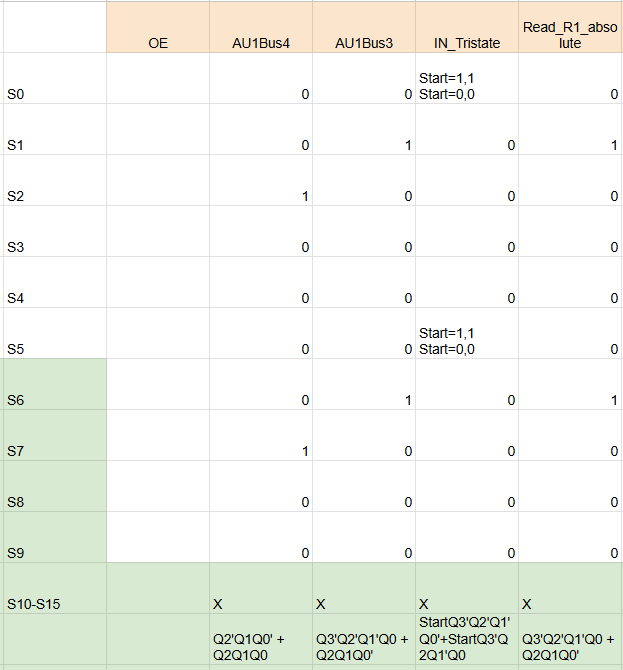 OE AU1Bus4 AU1Bus3 IN_Tristate Read_R1_abso
lute
S0 0 0 Start=1,1
Start=0,0 0
S1 0 1 0 1
S2 1 0 0 0
S3 0 0 0 0
S4 0 0 0 0
S5 0 0 Start=1,1
Start=0,0 0
S6 0 1 0 1
S7 1 0 0 0
S8 0 0 0 0
S9 0 0 0 0
S10-S15 X X X X
Q2'Q1Q0' +
Q2Q1Q0
Q3'Q2'Q1'Q0 +
Q2Q1Q0'
StartQ3'Q2'Q1'
Q0'+StartQ3'Q
2Q1'Q0
Q3'Q2'Q1'Q0 +
Q2Q1Q0'